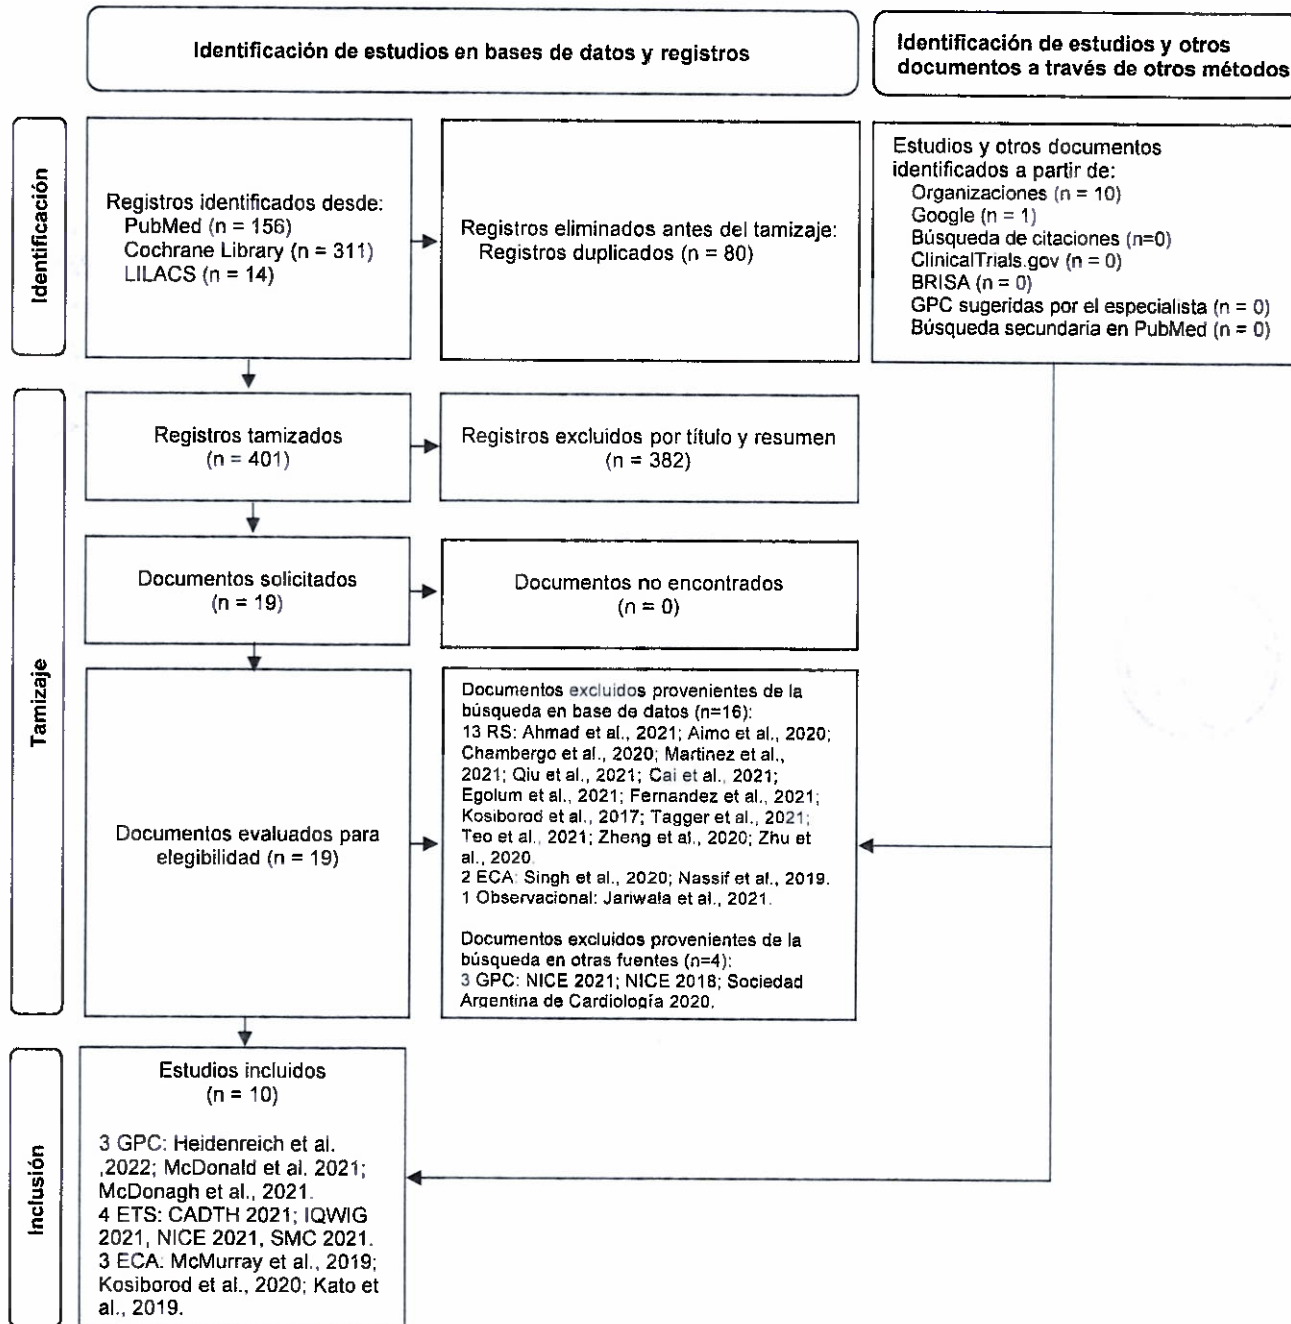 Identificación de estudios en bases de datos y registros
Identificación de estudios y otros
documentos a través de otros métodos
Identificación
Registros identificados desde:
PubMed (n = 156)
Cochrane Library (n = 311)
LILACS (n = 14)
Registros eliminados antes del tamizaje:
Registros duplicados (n = 80)
Estudios y otros documentos
identificados a partir de:
Organizaciones (n = 10)
Google (n = 1)
Búsqueda de citaciones (n=0)
ClinicalTrials.gov (n = 0)
BRISA (n = 0)
GPC sugeridas por el especialista (n = 0)
Búsqueda secundaria en PubMed (n = 0)
Tamizaje
Registros tamizados
(n = 401)
Registros excluidos por título y resumen
(n = 382)
Documentos solicitados
(n = 19)
Documentos no encontrados
(n = 0)
Documentos evaluados para
elegibilidad (n = 19)
Documentos excluidos provenientes de la
búsqueda en base de datos (n=16):
13 RS: Ahmad et al., 2021; Aimo et al., 2020;
Chambergo et al., 2020; Martinez et al.,
2021; Qiu et al., 2021; Cai et al., 2021;
Egolum et al., 2021; Fernandez et al., 2021;
Kosiborod et al., 2017; Tagger et al., 2021;
Teo et al., 2021; Zheng et al., 2020; Zhu et
al., 2020.
2 ECA: Singh et al., 2020; Nassif et al., 2019.
1 Observacional: Jariwala et al., 2021.
Documentos excluidos provenientes de la
búsqueda en otras fuentes (n=4):
3 GPC: NICE 2021; NICE 2018; Sociedad
Argentina de Cardiología 2020.
Inclusión
Estudios incluidos
(n = 10)
3 GPC: Heidenreich et al.
,2022; McDonald et al. 2021;
McDonagh et al., 2021.
4 ETS: CADTH 2021; IQWIG
2021, NICE 2021, SMC 2021.
3 ECA: McMurray et al., 2019;
Kosiborod et al., 2020; Kato et
al., 2019.